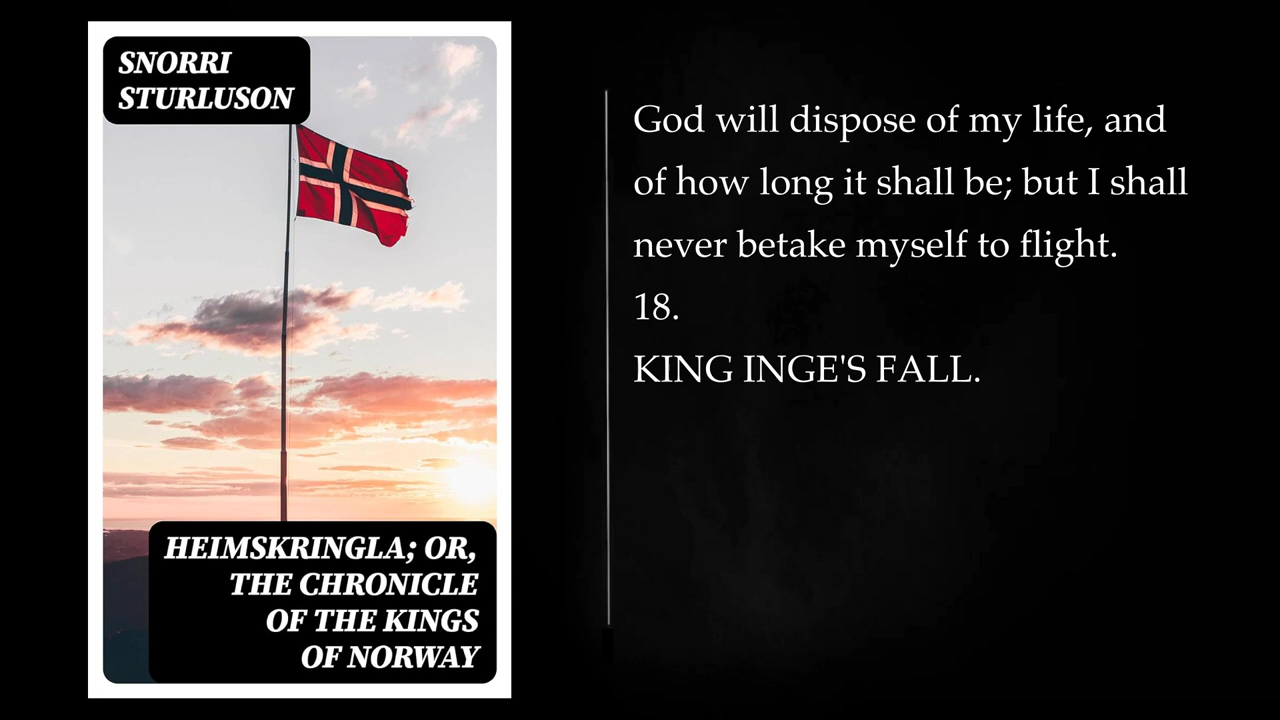 SNORRI
STURLUSON
HEIMSKRINGLA; OR,
THE CHRONICLE
OF THE KINGS
OF NORWAY
God will dispose of my life, and
of how long it shall be; but I shall
never betake myself to flight.
18.
KING INGE'S FALL.